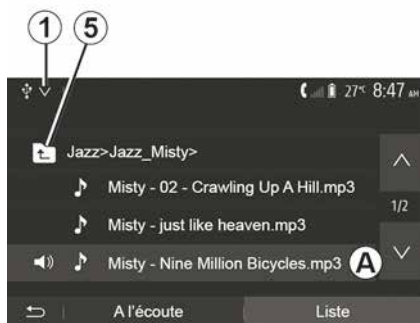 1 5
27°C 8:47 AM
Jazz>Jazz_Misty>
Misty - 02 - Crawling Up A Hill.mp3
1/2
Misty - just like heaven.mp3
Misty - Nine Million Bicycles.mp3 A
A l'écoute Liste